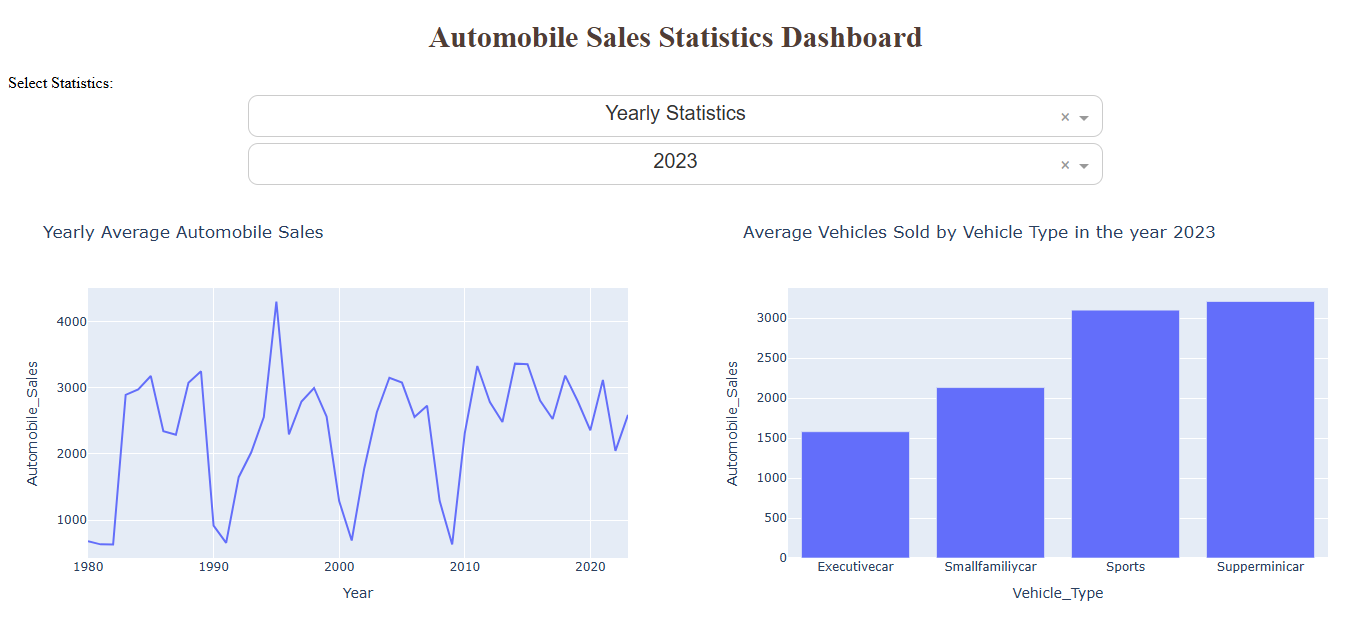 Automobile Sales Statistics Dashboard
Select Statistics:
Yearly Statistics
× 
2023
×
Yearly Average Automobile Sales
Automobile_Sales
4000
3000
2000
1000
1980 1990 2000 2010 2020
Year
Average Vehicles Sold by Vehicle Type in the year 2023
Automobile_Sales
3000
2500
2000
1500
1000
500
0
Executivecar Smallfamiliycar Sports Supperminicar
Vehicle_Type